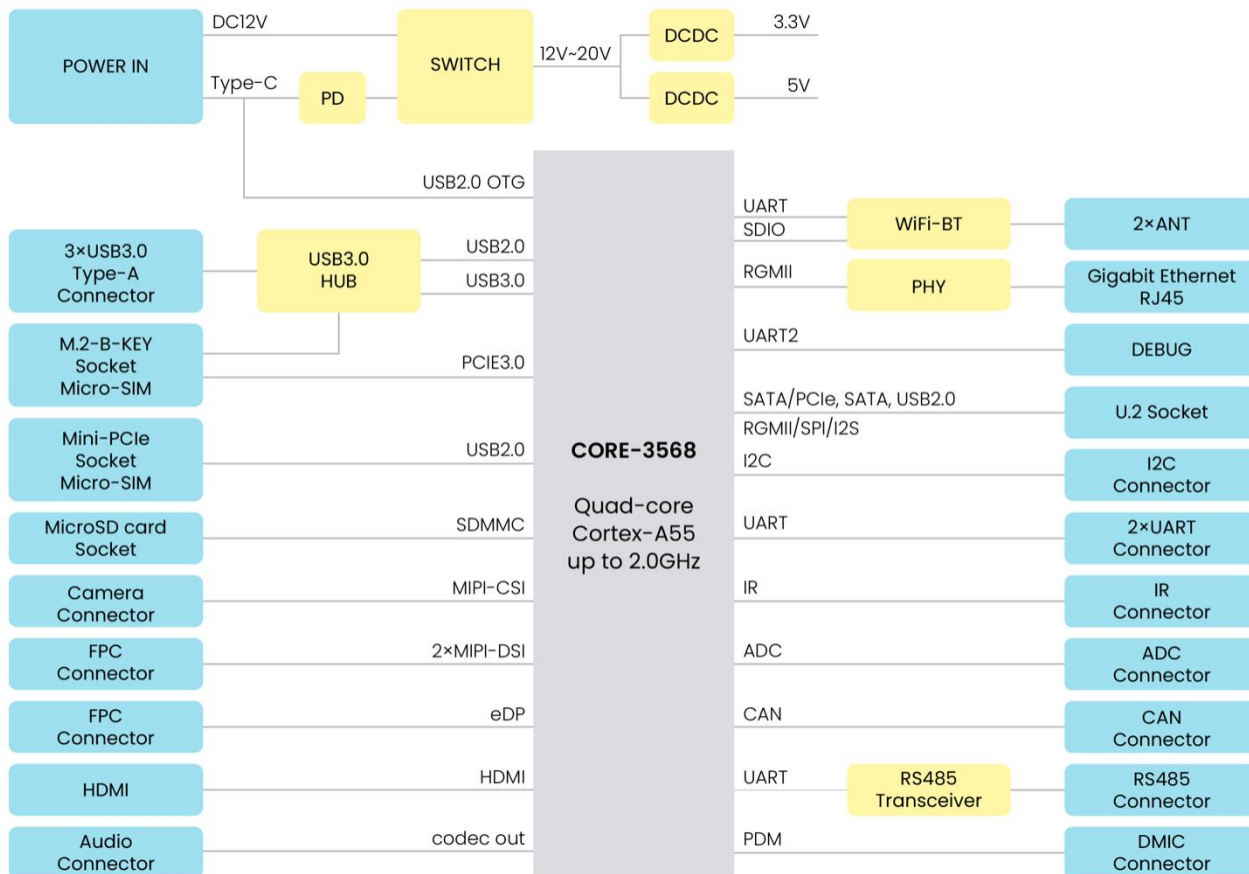 POWER IN
DC12V
Type-C
PD
SWITCH
12V~20V
DCDC
3.3V
DCDC
5V
USB2.0 OTG
3×USB3.0
Type-A
Connector
USB3.0
HUB
USB2.0
USB3.0
M.2-B-KEY
Socket
Micro-SIM
PCIE3.0
Mini-PCIe
Socket
Micro-SIM
USB2.0
MicroSD card
Socket
SDMMC
Camera
Connector
MIPI-CSI
FPC
Connector
2×MIPI-DSI
FPC
Connector
eDP
HDMI
HDMI
Audio
Connector
codec out
CORE-3568
Quad-core
Cortex-A55
up to 2.0GHz
UART
SDIO
WiFi-BT
2×ANT
RGMII
PHY
Gigabit Ethernet
RJ45
UART2
DEBUG
SATA/PCIe, SATA, USB2.0
RGMII/SPI/I2S
U.2 Socket
I2C
I2C
Connector
UART
2×UART
Connector
IR
IR
Connector
ADC
ADC
Connector
CAN
CAN
Connector
UART
RS485
Transceiver
RS485
Connector
PDM
DMIC
Connector